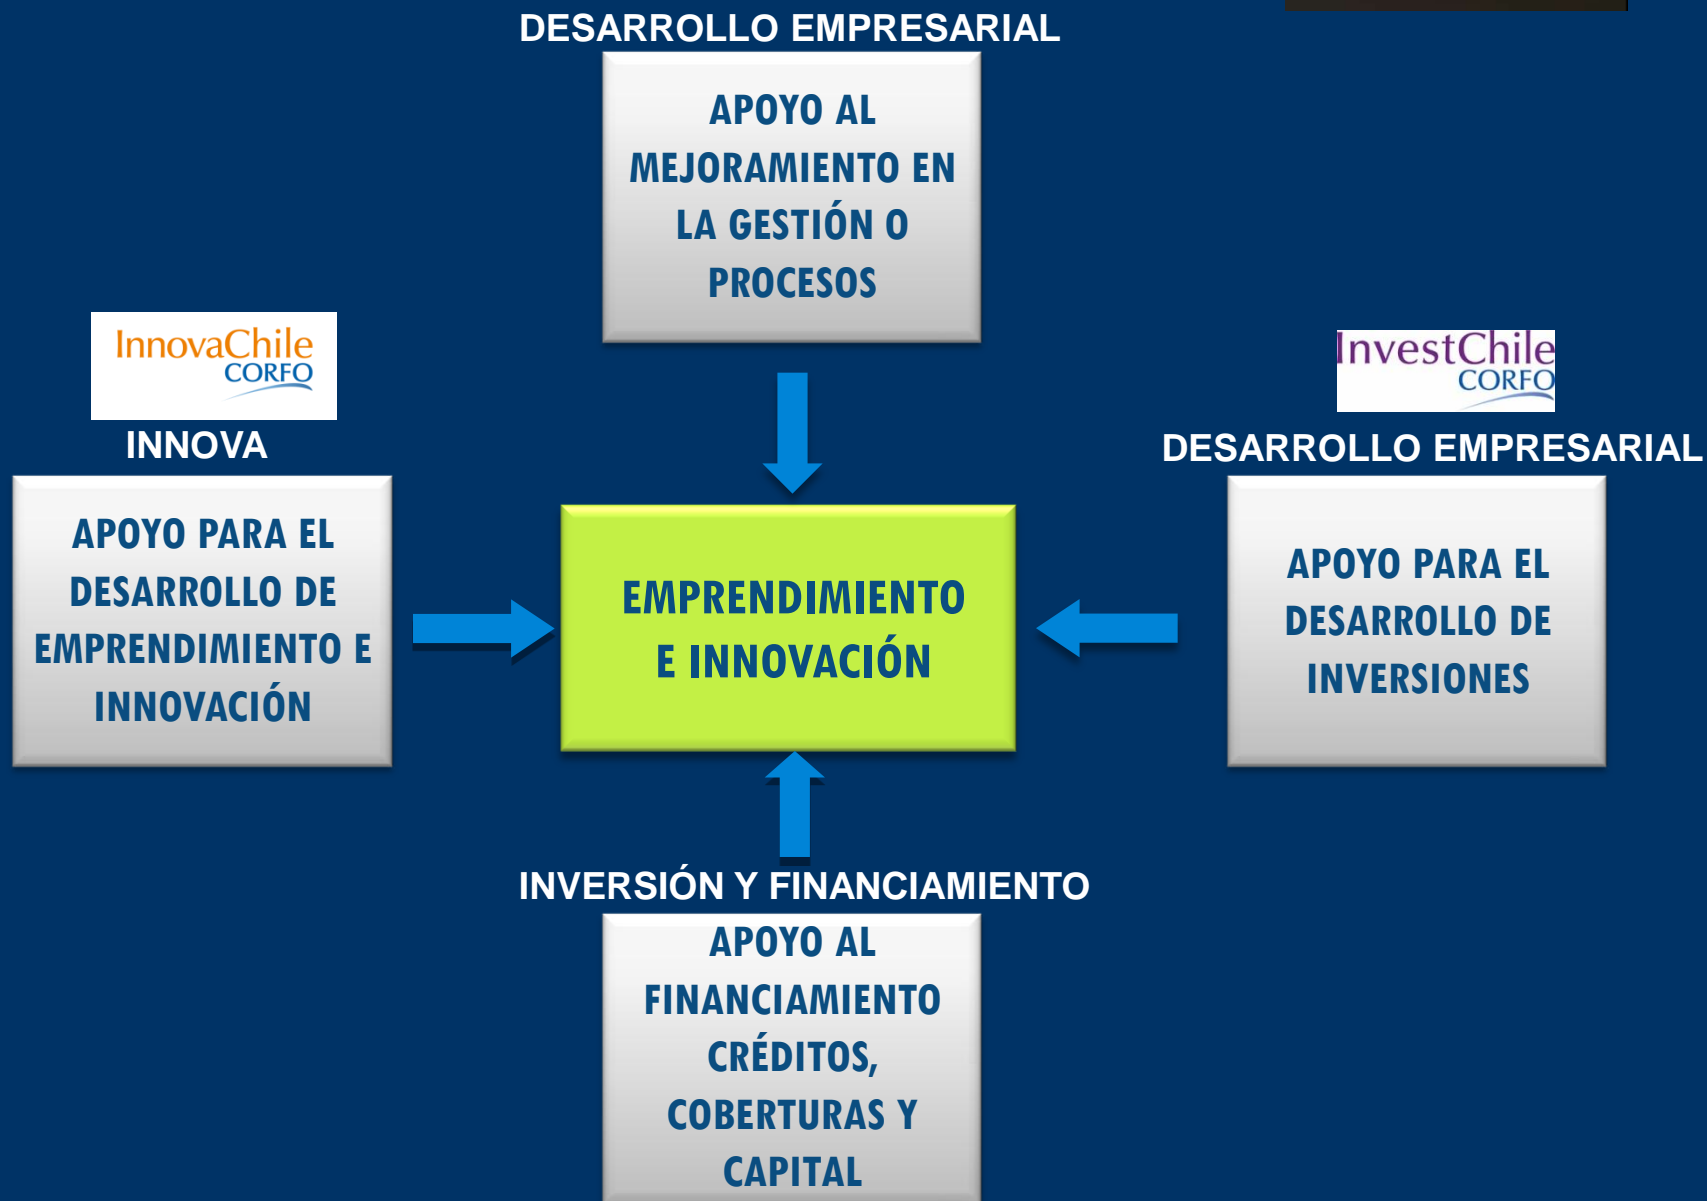 DESARROLLO EMPRESARIAL
APOYO AL
MEJORAMIENTO EN
LA GESTIÓN O
PROCESOS
InnovaChile
CORFO
INNOVA
APOYO PARA EL
DESARROLLO DE
EMPRENDIMIENTO E
INNOVACIÓN
EMPRENDIMIENTO
E INNOVACIÓN
InvestChile
CORFO
DESARROLLO EMPRESARIAL
APOYO PARA EL
DESARROLLO DE
INVERSIONES
INVERSIÓN Y FINANCIAMIENTO
APOYO AL
FINANCIAMIENTO
CRÉDITOS,
COBERTURAS Y
CAPITAL